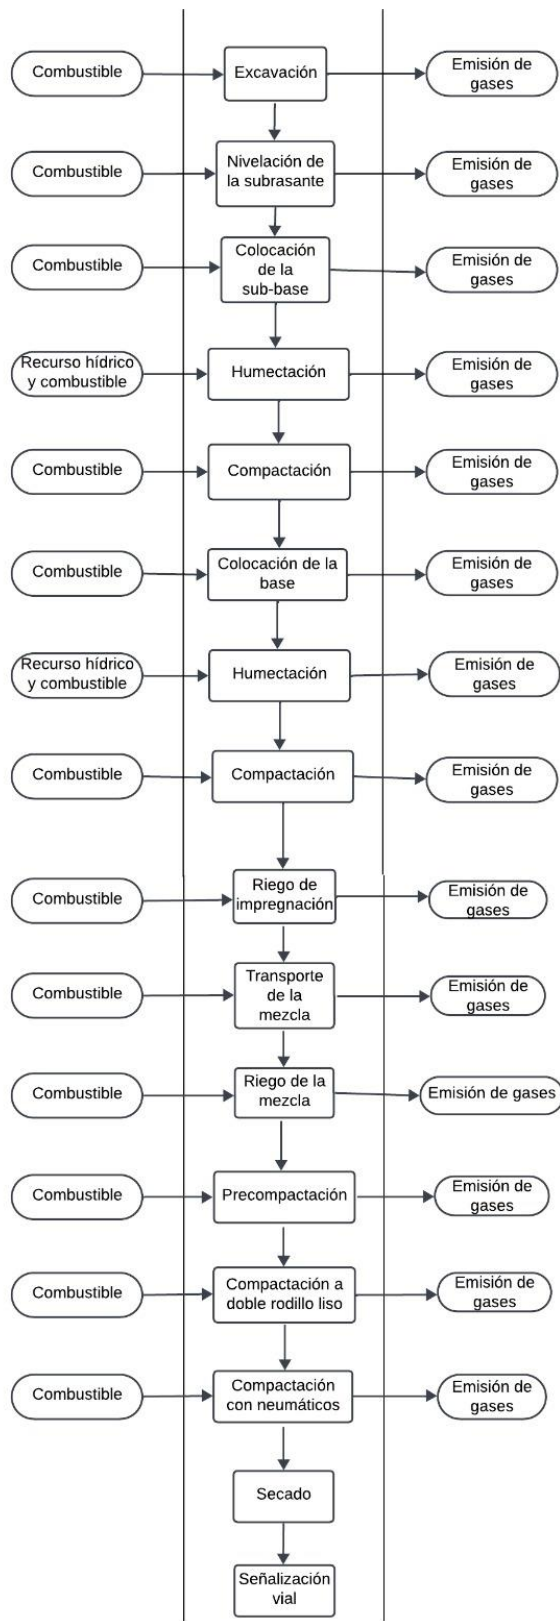 Combustible
Excavación
Emisión de
gases
Combustible
Nivelación de
la subrasante
Emisión de
gases
Combustible
Colocación
de la
sub-base
Emisión de
gases
Recurso hídrico
y combustible
Humectación
Emisión de
gases
Combustible
Compactación
Emisión de
gases
Combustible
Colocación de la
base
Emisión de
gases
Recurso hídrico
y combustible
Humectación
Emisión de
gases
Combustible
Compactación
Emisión de
gases
Combustible
Riego de
impregnación
Emisión de
gases
Combustible
Transporte
de la
mezcla
Emisión de
gases
Combustible
Riego de la
mezcla
Emisión de gases
Combustible
Precompactación
Emisión de
gases
Combustible
Compactación a
doble rodillo liso
Emisión de
gases
Combustible
Compactación
con neumáticos
Emisión de
gases
Secado
Señalización
vial